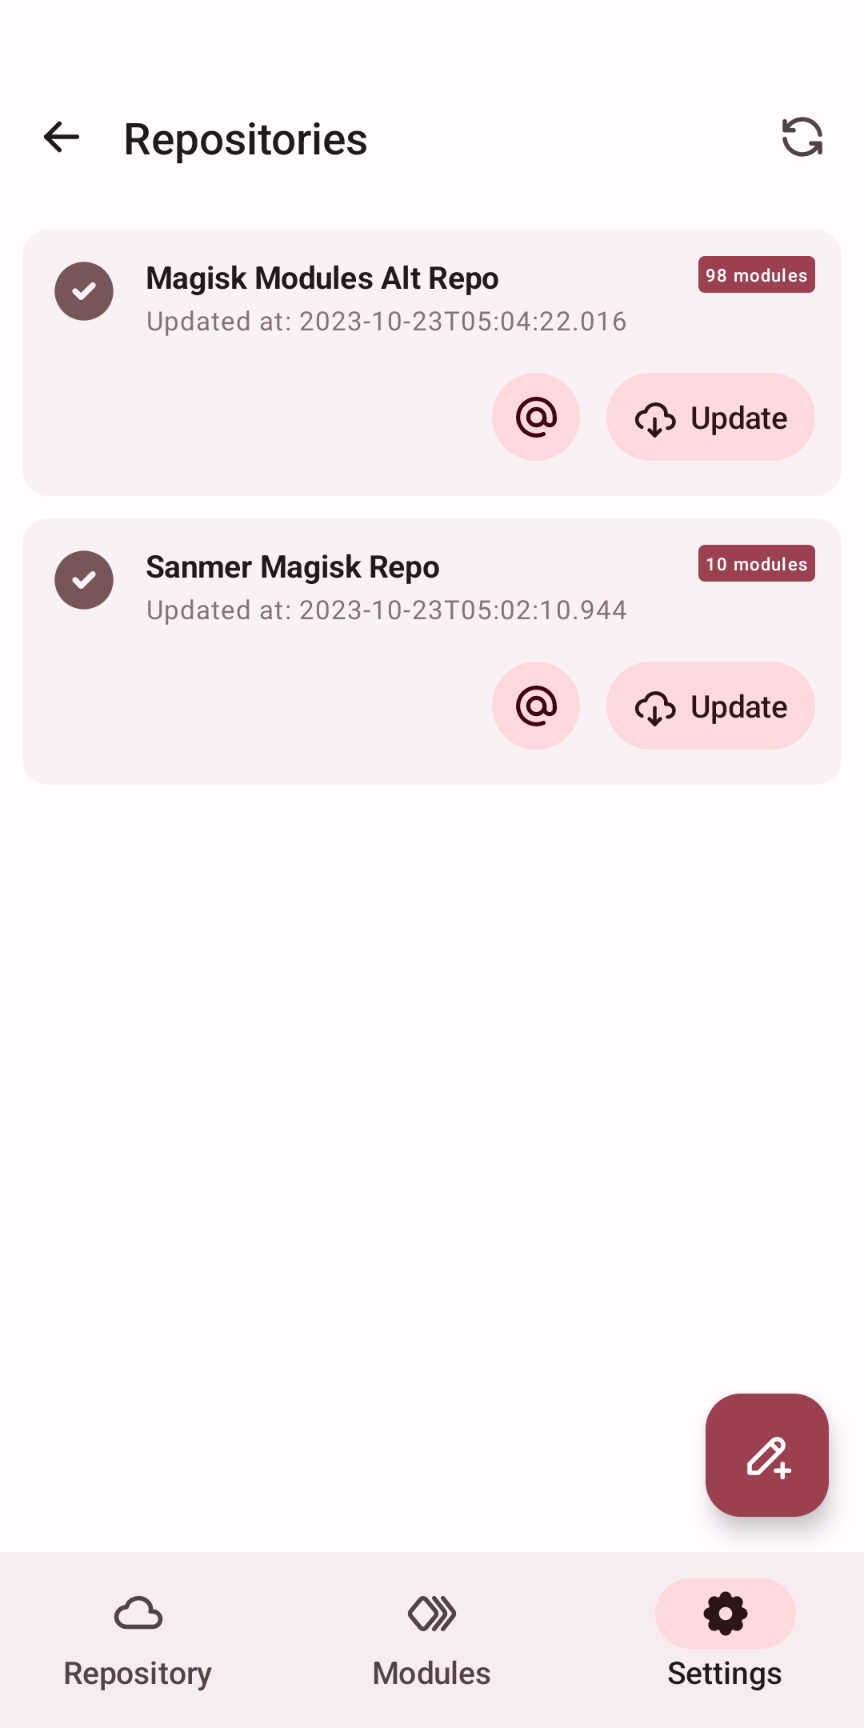 Repositories
Magisk Modules Alt Repo
98 modules
Updated at: 2023-10-23T05:04:22.016
Update
Sanmer Magisk Repo
10 modules
Updated at: 2023-10-23T05:02:10.944
Update
Repository
Modules
Settings